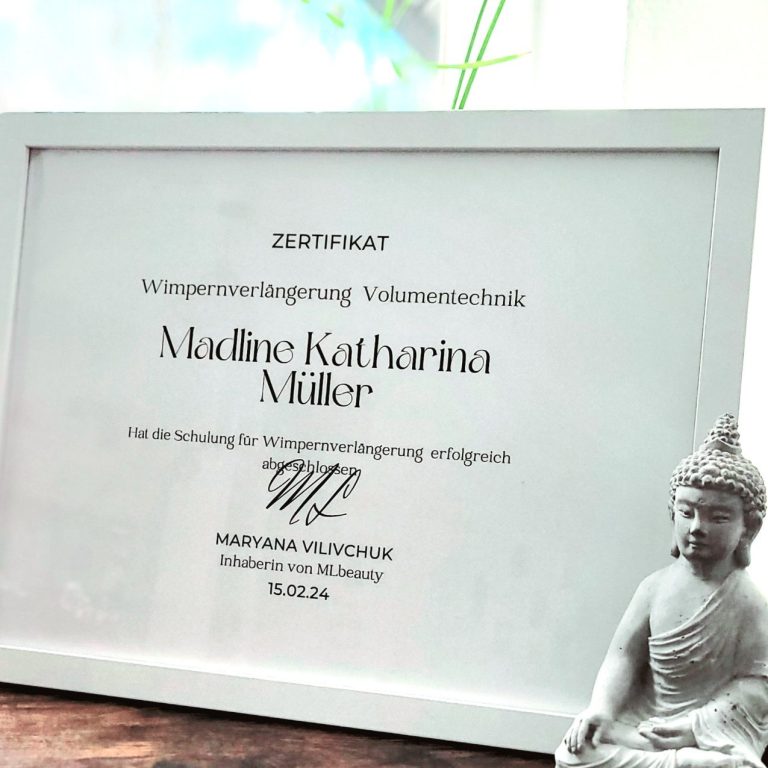 ZERTIFIKAT
Wimpernverlängerung Volumentechnik
Madline Katharina
Müller
Hat die Schulung für Wimpernverlängerung erfolgreich
abgeschlossen
ML
MARYANA VILIVCHUK
Inhaberin von MLbeauty
15.02.24